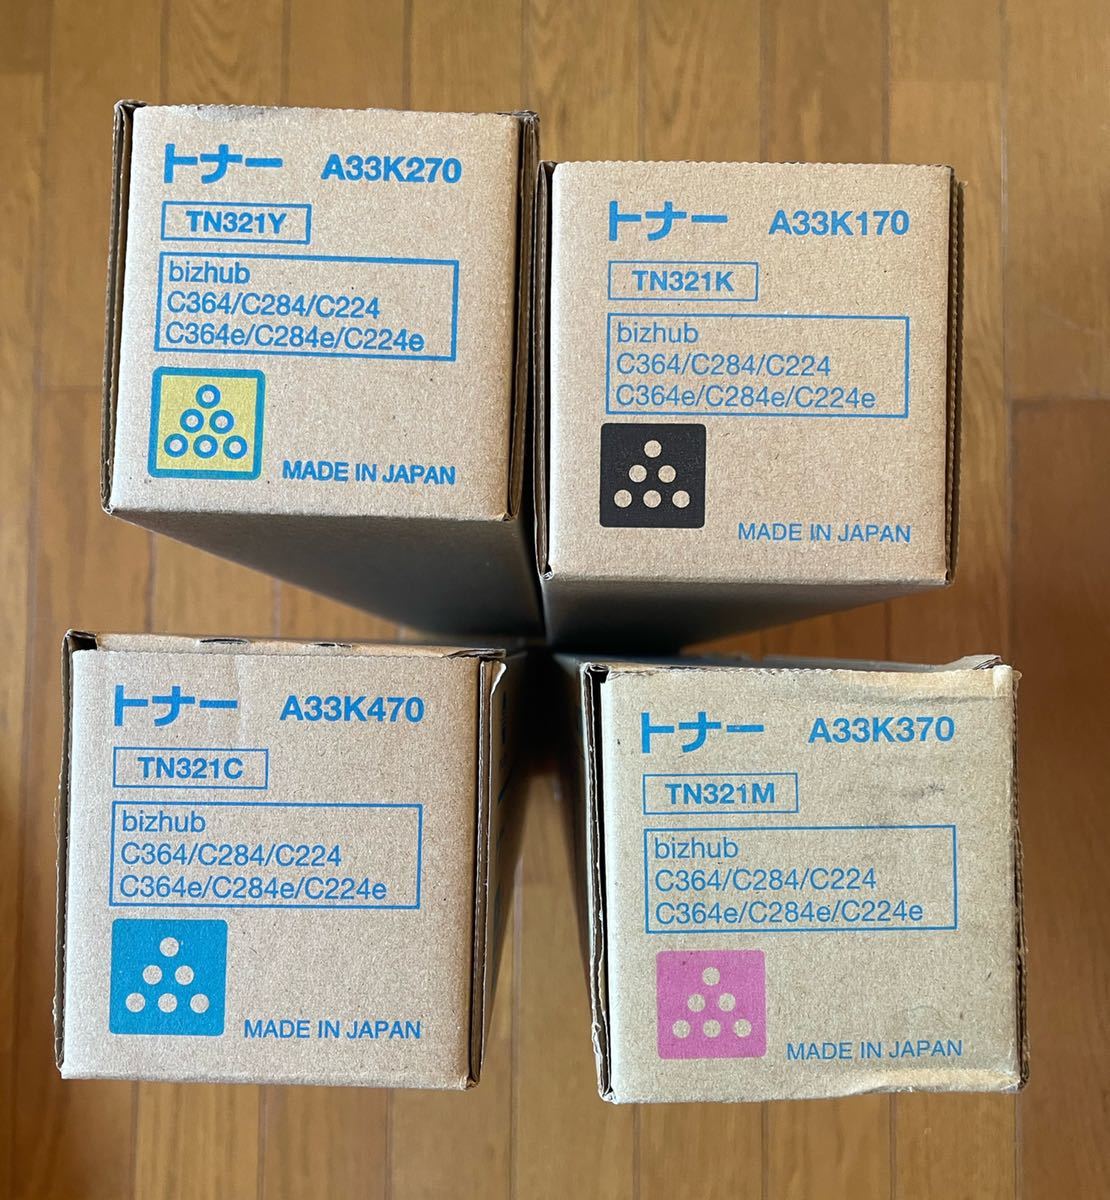 トナー A33K270
TN321Y
bizhub
C364/C284/C224
C364e/C284e/C224e
MADE IN JAPAN
トナー A33K170
TN321K
bizhub
C364/C284/C224
C364e/C284e/C224e
MADE IN JAPAN
トナー A33K470
TN321C
bizhub
C364/C284/C224
C364e/C284e/C224e
MADE IN JAPAN
トナー A33K370
TN321M
bizhub
C364/C284/C224
C364e/C284e/C224e
MADE IN JAPAN